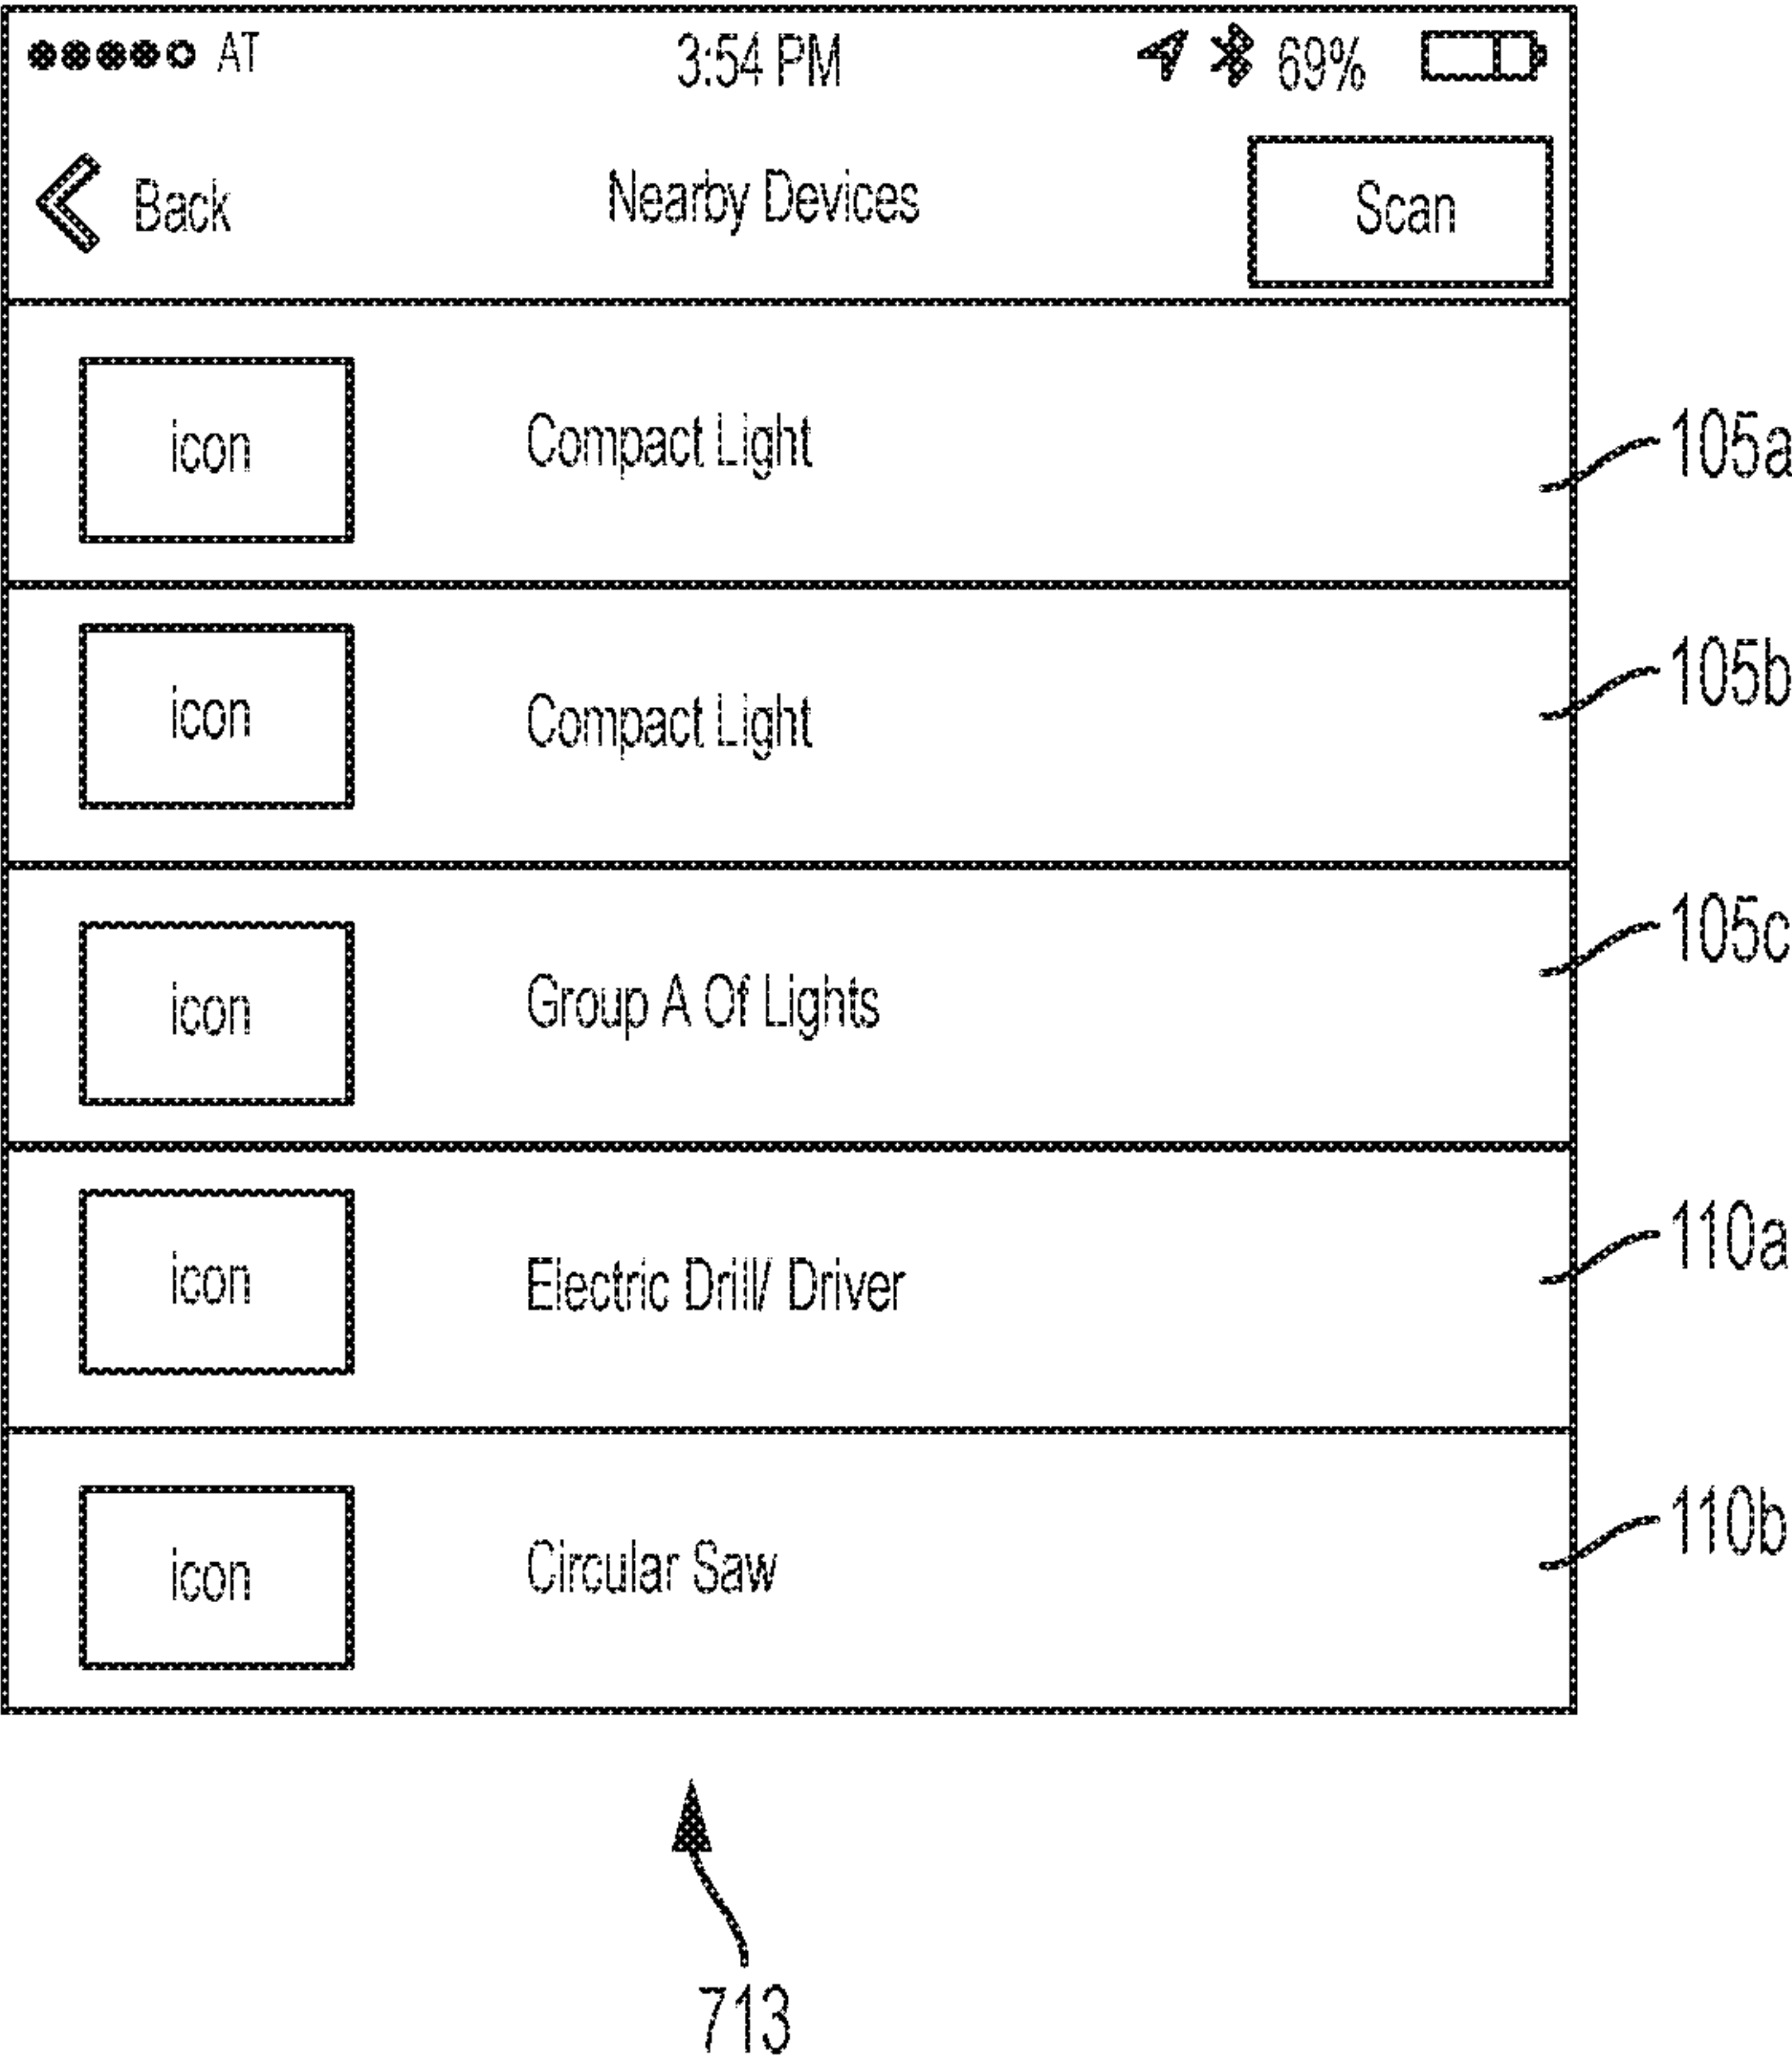 AT 3:54 PM 69%
Back Nearby Devices Scan
icon Compact Light 105a
icon Compact Light 105b
icon Group A Of Lights 105c
icon Electric Drill/ Driver 110a
icon Circular Saw 110b
713